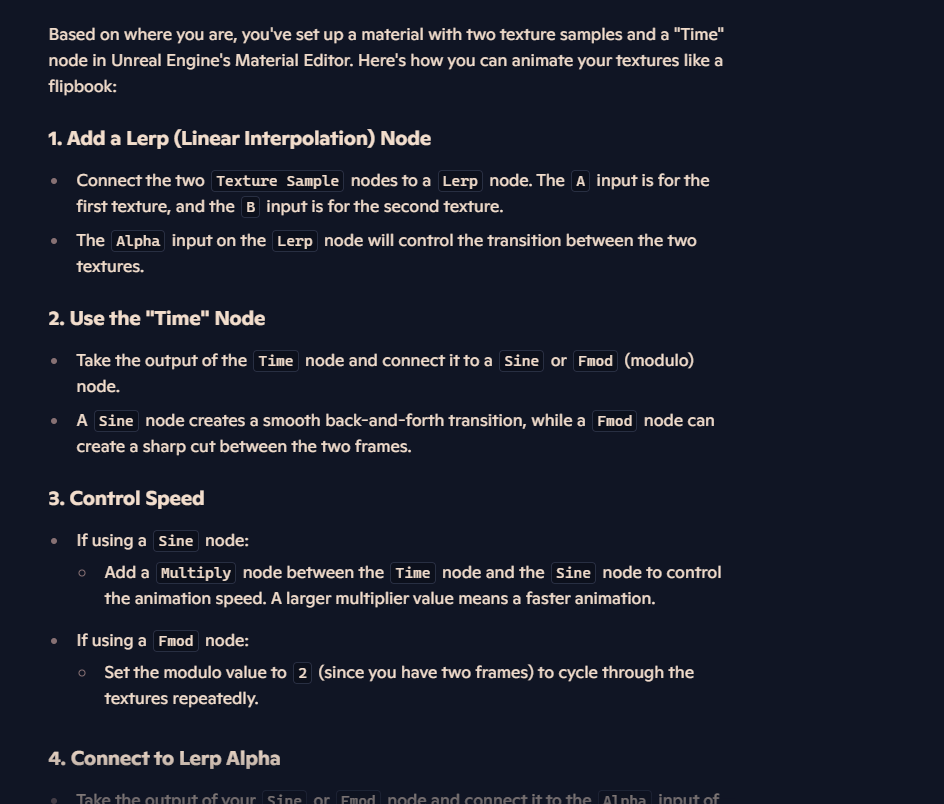 Based on where you are, you've set up a material with two texture samples and a "Time"
node in Unreal Engine's Material Editor. Here's how you can animate your textures like a
flipbook:
1. Add a Lerp (Linear Interpolation) Node
Connect the two Texture Sample nodes to a Lerp node. The A input is for the
first texture, and the B input is for the second texture.
The Alpha input on the Lerp node will control the transition between the two
textures.
2. Use the "Time" Node
Take the output of the Time node and connect it to a Sine or Fmod (modulo)
node.
A Sine node creates a smooth back-and-forth transition, while a Fmod node can
create a sharp cut between the two frames.
3. Control Speed
If using a Sine node:
Add a Multiply node between the Time node and the Sine node to control
the animation speed. A larger multiplier value means a faster animation.
If using a Fmod node:
Set the modulo value to 2 (since you have two frames) to cycle through the
textures repeatedly.
4. Connect to Lerp Alpha
Take the output of your Sine or Fmod node and connect it to the Alpha input of